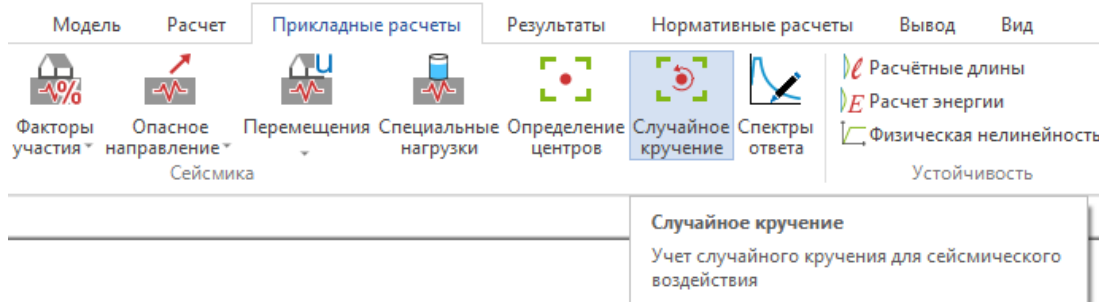 Модель Расчет Прикладные расчеты Результаты Нормативные расчеты Вывод Вид
% u
Факторы участия
Опасное направление
Перемещения
Специальные нагрузки
Определение центров
Случайное кручение
Спектры ответа
ℓ Расчётные длины
E Расчет энергии
Физическая нелинейность
Сейсмика
Устойчивость
Случайное кручение
Учет случайного кручения для сейсмического
воздействия